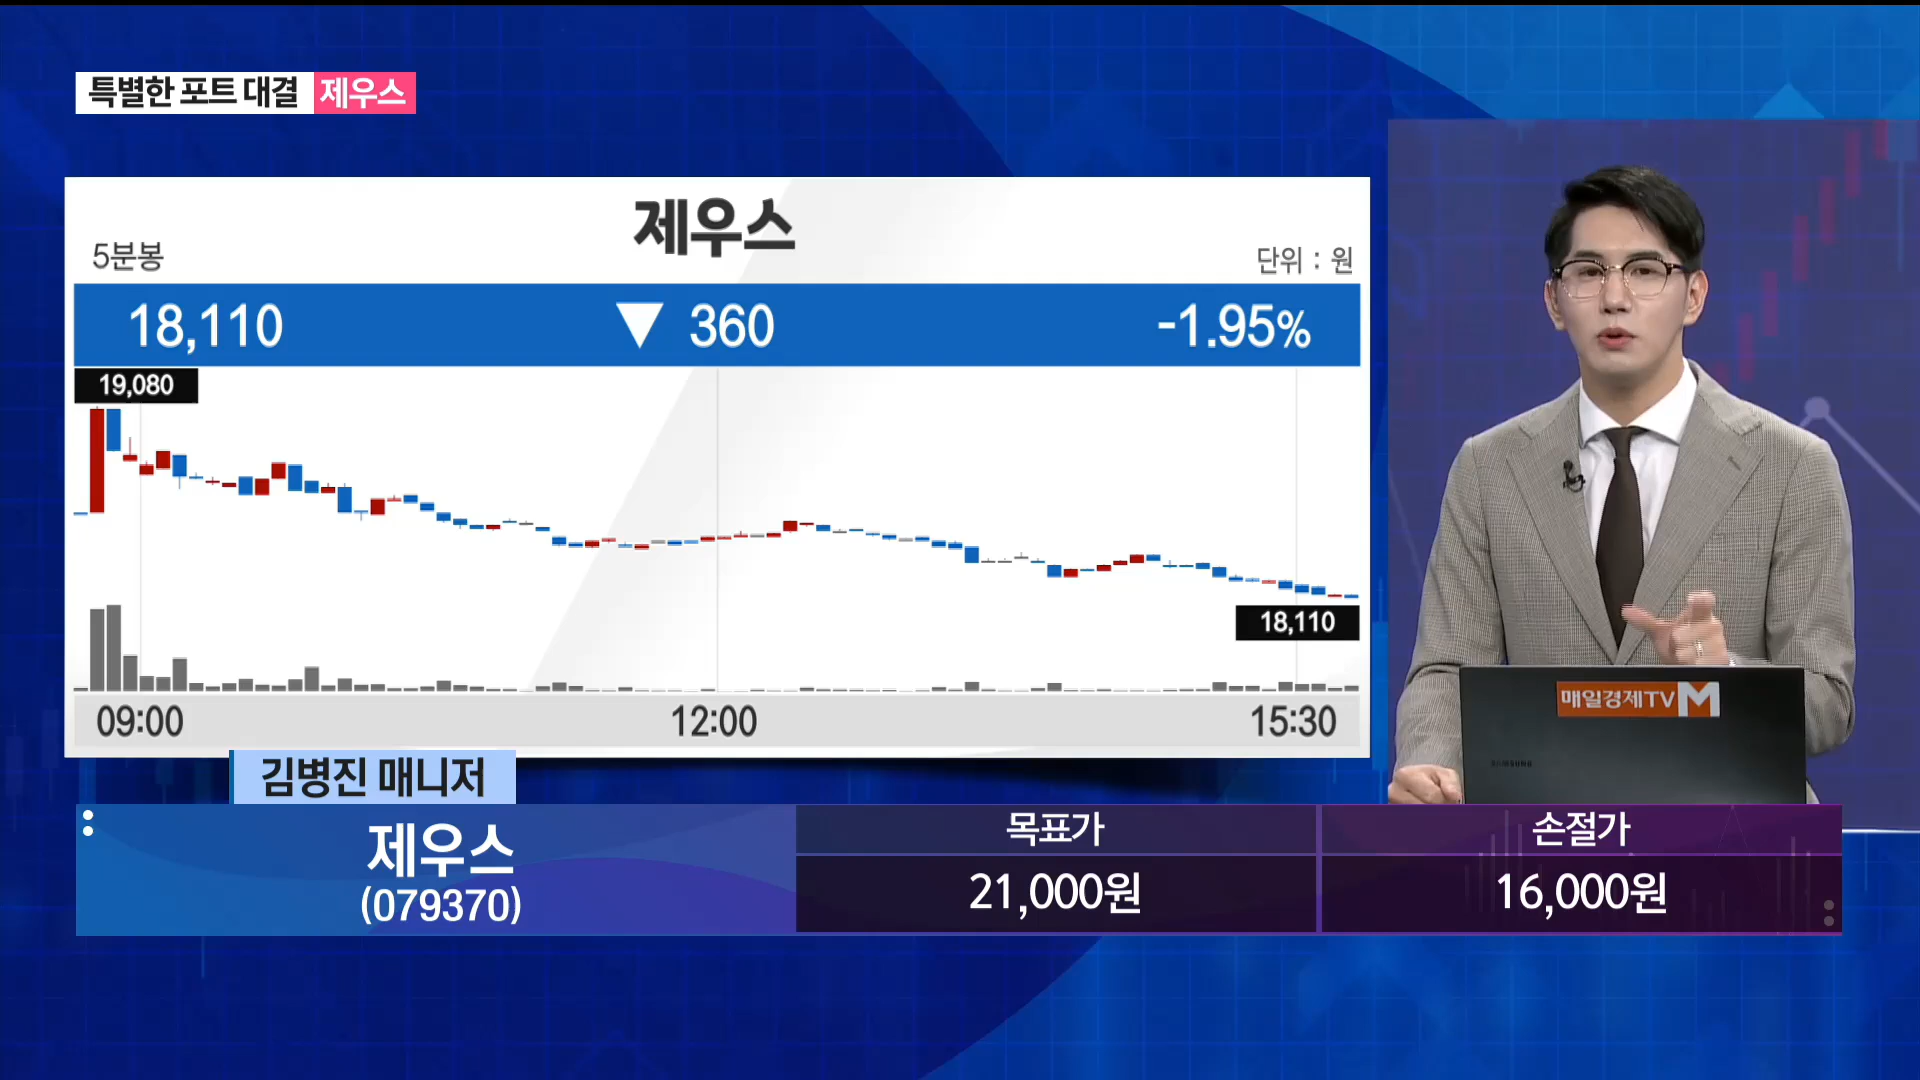 특별한 포트 대결 제우스
제우스
5분봉
단위 : 원
18,110 ▼ 360 -1.95%
19,080
18,110
09:00 12:00 15:30
매일경제TV M
SAMSUNG
김병진 매니저
제우스
(079370)
목표가
21,000원
손절가
16,000원